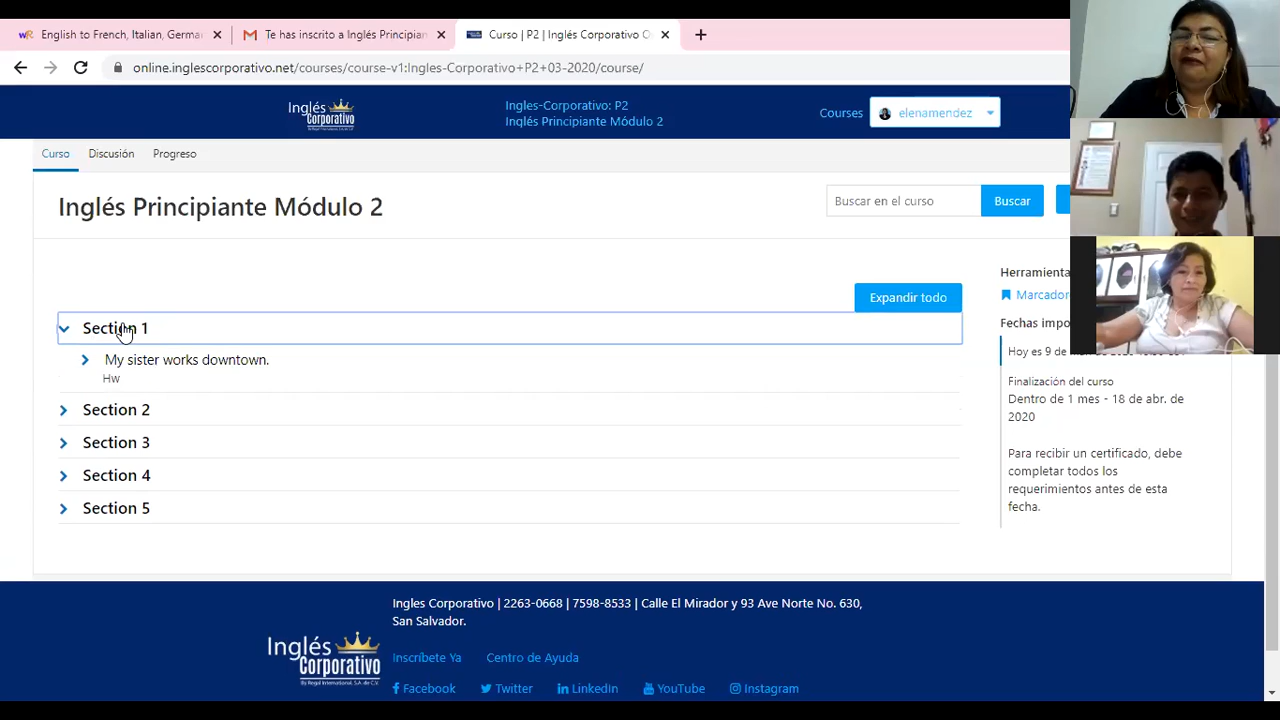 English to French, Italian, Germa
Te has inscrito a Inglés Principian
Curso | P2 | Inglés Corporativo O
online.inglescorporativo.net/courses/course-v1:Ingles-Corporativo+P2+03-2020/course/
Inglés
Corporativo
Ingles-Corporativo: P2
Inglés Principiante Módulo 2
Courses
elenamendez
Curso
Discusión
Progreso
Inglés Principiante Módulo 2
Buscar en el curso
Buscar
Expandir todo
Section 1
My sister works downtown.
Hw
Section 2
Section 3
Section 4
Section 5
Herramienta
Marcador
Fechas impo
Hoy es 9 de
Finalización del curso
Dentro de 1 mes - 18 de abr. de
2020
Para recibir un certificado, debe
completar todos los
requerimientos antes de esta
fecha.
Ingles Corporativo | 2263-0668 | 7598-8533 | Calle El Mirador y 93 Ave Norte No. 630,
San Salvador.
Inglés
Corporativo
By Regal International, S.A. de C.V.
Inscríbete Ya
Centro de Ayuda
Facebook
Twitter
LinkedIn
YouTube
Instagram